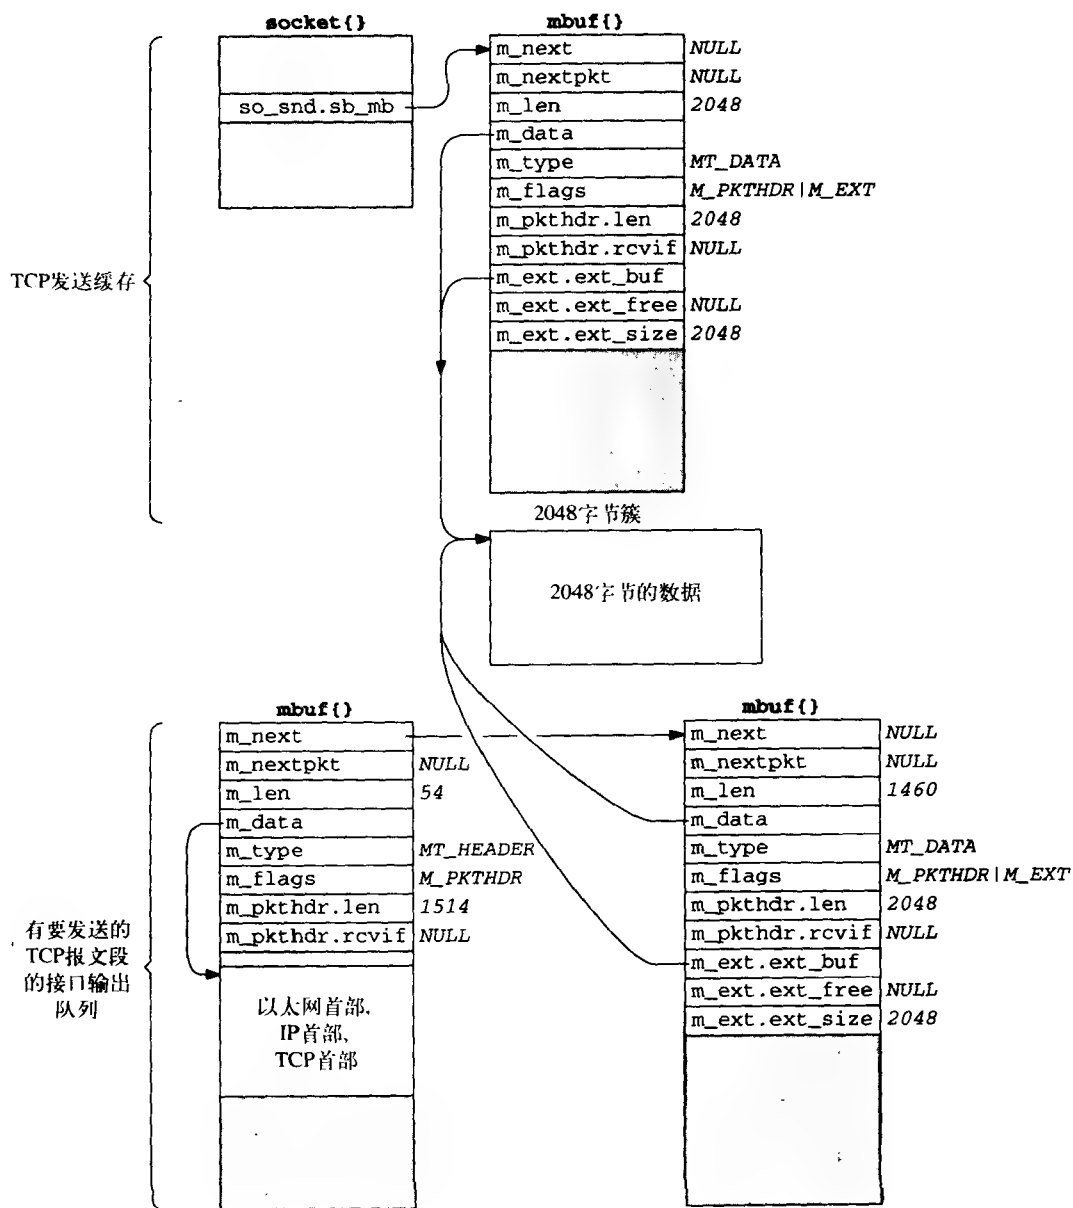 socket{}
so_snd.sb_mb
mbuf{}
m_next NULL
m_nextpkt NULL
m_len 2048
m_data
m_type MT_DATA
m_flags M_PKTHDR|M_EXT
m_pkthdr.len 2048
m_pkthdr.rcvif NULL
m_ext.ext_buf
m_ext.ext_free NULL
m_ext.ext_size 2048
TCP发送缓存
2048字节簇
2048字节的数据
mbuf{}
m_next
m_nextpkt NULL
m_len 54
m_data
m_type MT_HEADER
m_flags M_PKTHDR
m_pkthdr.len 1514
m_pkthdr.rcvif NULL
以太网首部,
IP首部,
TCP首部
有要发送的
TCP报文段
的接口输出
队列
mbuf{}
m_next NULL
m_nextpkt NULL
m_len 1460
m_data
m_type MT_DATA
m_flags M_PKTHDR|M_EXT
m_pkthdr.len 2048
m_pkthdr.rcvif NULL
m_ext.ext_buf
m_ext.ext_free NULL
m_ext.ext_size 2048